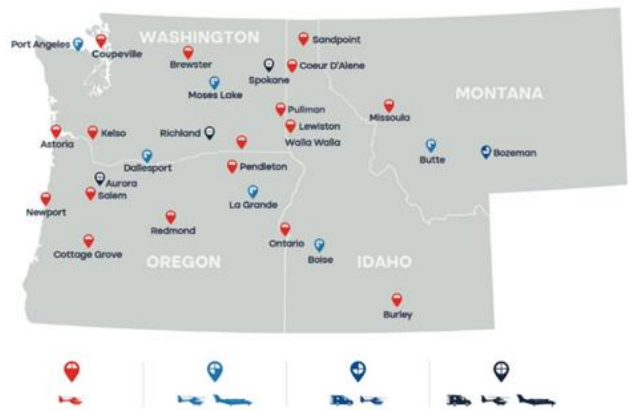 WASHINGTON
Sandpoint
Port Angeles
Coupeville
Brewster
Spokane
Coeur D'Alene
Moses Lake
MONTANA
Pullman
Missoula
Astoria
Kelso
Richland
Lewiston
Walla Walla
Butte
Bozeman
Dallesport
Pendleton
Aurora
Salem
La Grande
Newport
Redmond
Ontario
Boise
Cottage Grove
OREGON
IDAHO
Burley